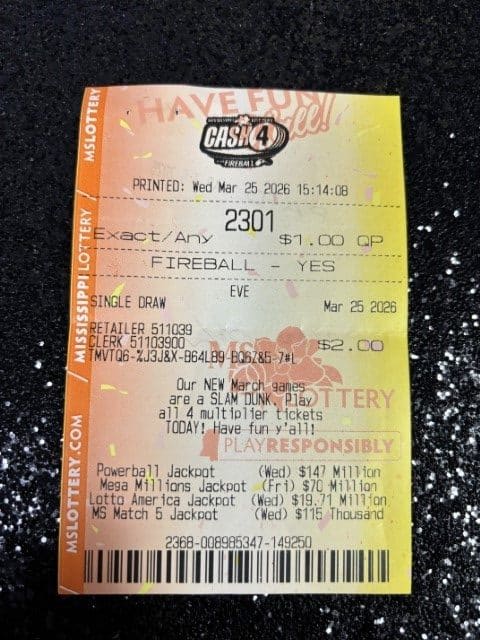 HAVE FUN
MISSISSIPPI LOTTERY
CASH 4
FIREBALL
PRINTED: Wed Mar 25 2026 15:14:08
2301
Exact/Any $1.00 QP
FIREBALL - YES
EVE
SINGLE DRAW Mar 25 2026
RETAILER 511039
CLERK 51103900 $2.00
TMVTQ6-%J3J&X-B64LB9-BQ6Z&5-7#L
MS LOTTERY
Our NEW March games
are a SLAM DUNK. Play
all 4 multiplier tickets
TODAY! Have fun y'all!
PLAYRESPONSIBLY
Powerball Jackpot (Wed) $147 Million
Mega Millions Jackpot (Fri) $70 Million
Lotto America Jackpot (Wed) $19.71 Million
MS Match 5 Jackpot (Wed) $115 Thousand
2368-008985347-149250
MSLOTTERY.COM / MISSISSIPPI LOTTERY / MSLOTTERY